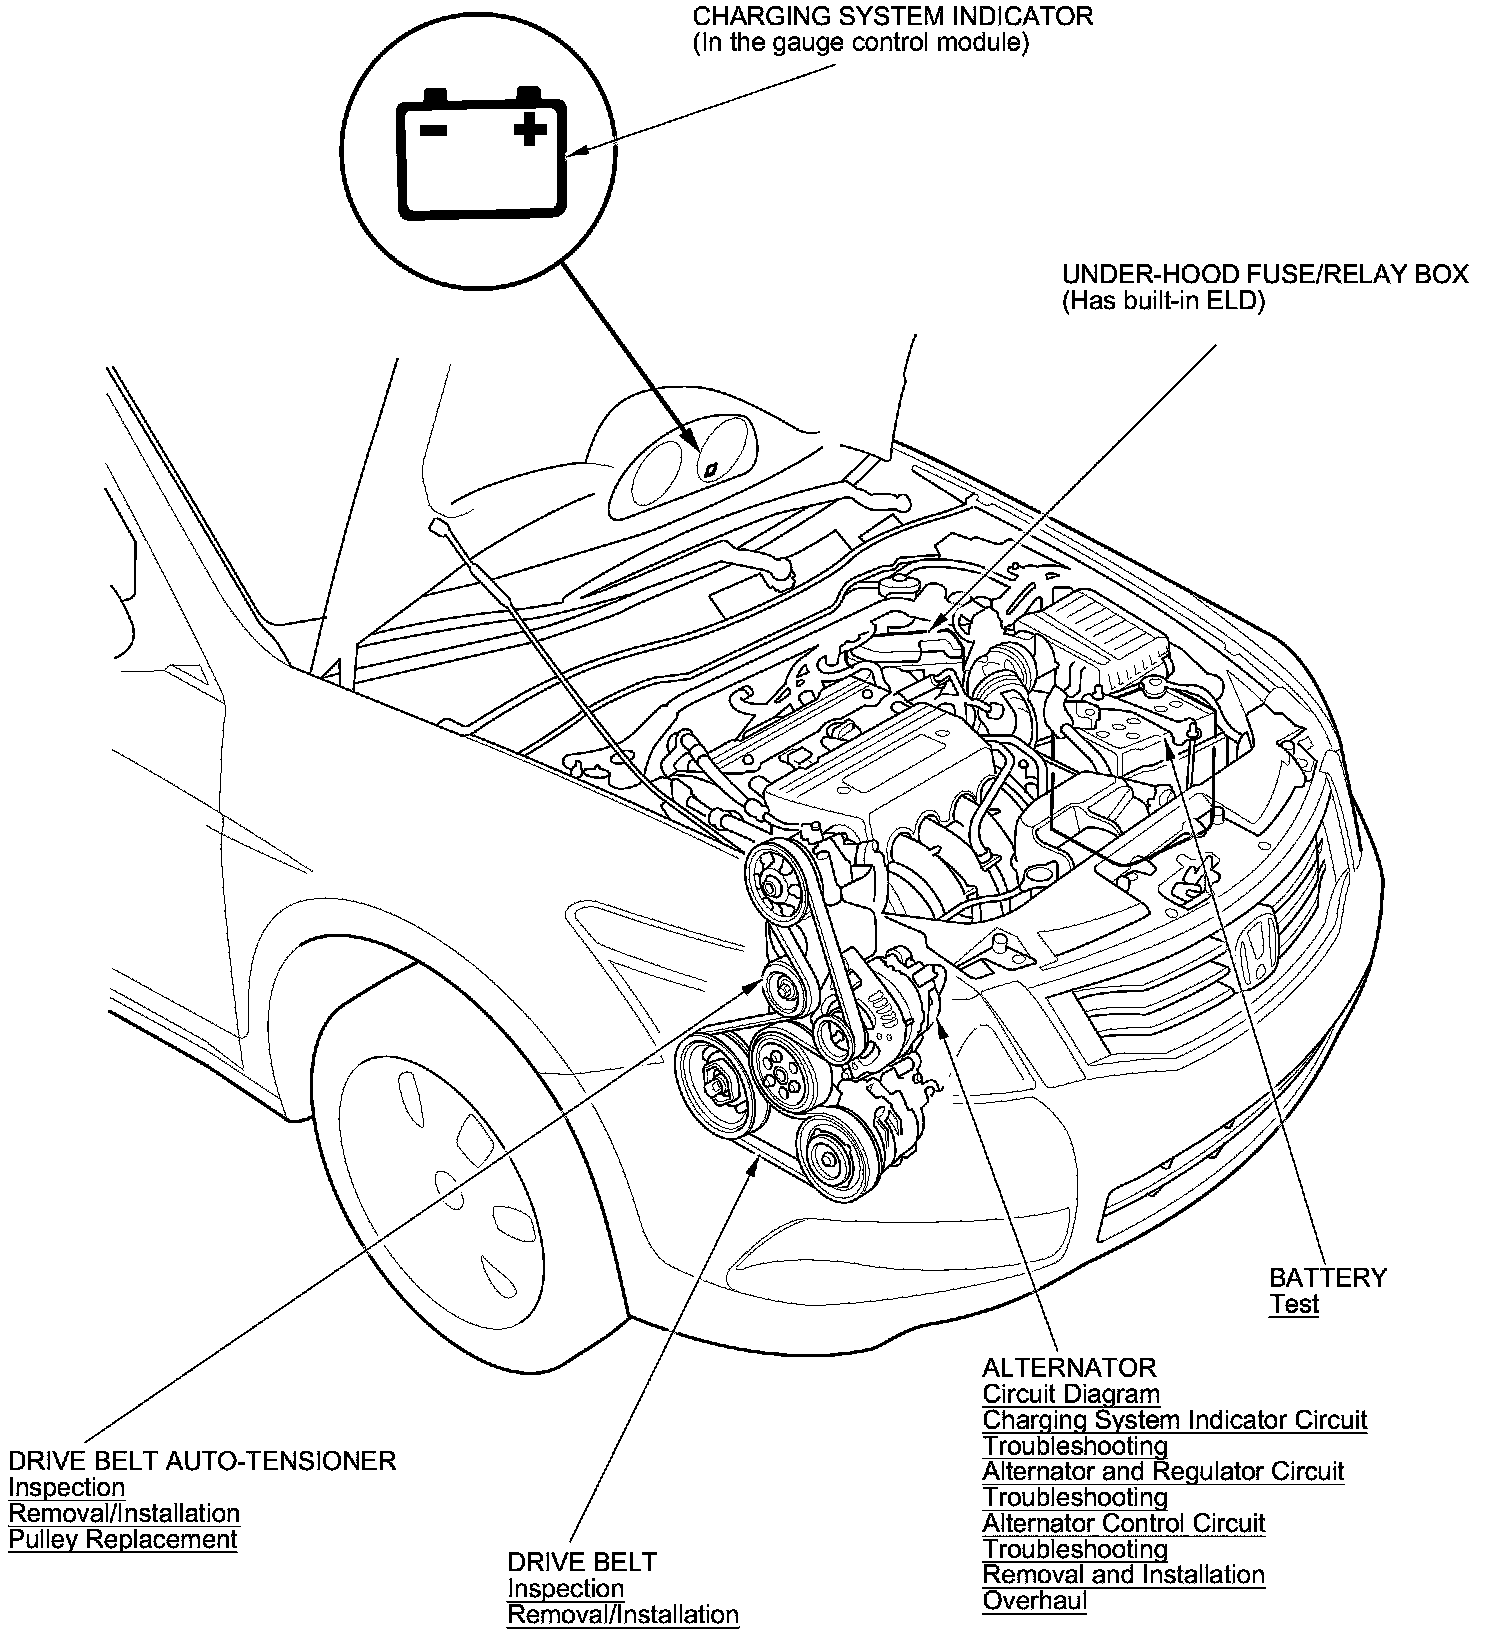 CHARGING SYSTEM INDICATOR
(In the gauge control module)
UNDER-HOOD FUSE/RELAY BOX
(Has built-in ELD)
BATTERY
Test
ALTERNATOR
Circuit Diagram
Charging System Indicator Circuit
Troubleshooting
Alternator and Regulator Circuit
Troubleshooting
Alternator Control Circuit
Troubleshooting
Removal and Installation
Overhaul
DRIVE BELT AUTO-TENSIONER
Inspection
Removal/Installation
Pulley Replacement
DRIVE BELT
Inspection
Removal/Installation